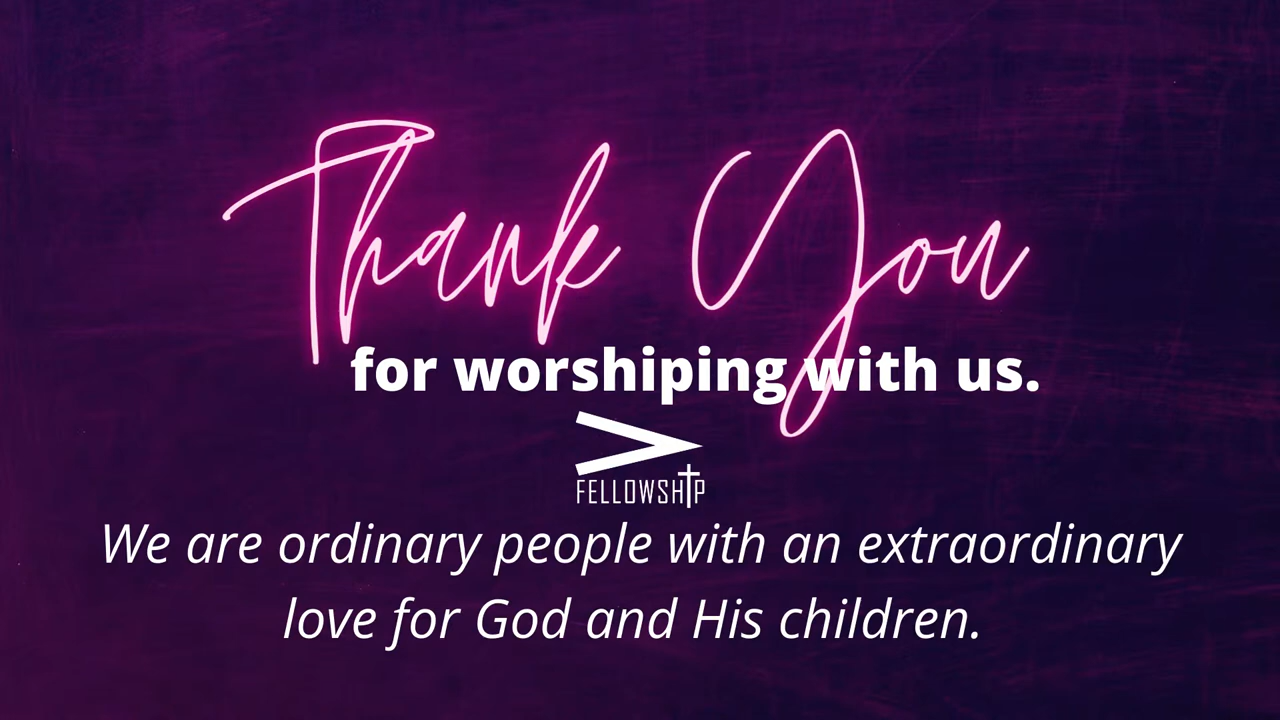 Thank You
for worshiping with us.
FELLOWSHIP
We are ordinary people with an extraordinary
love for God and His children.